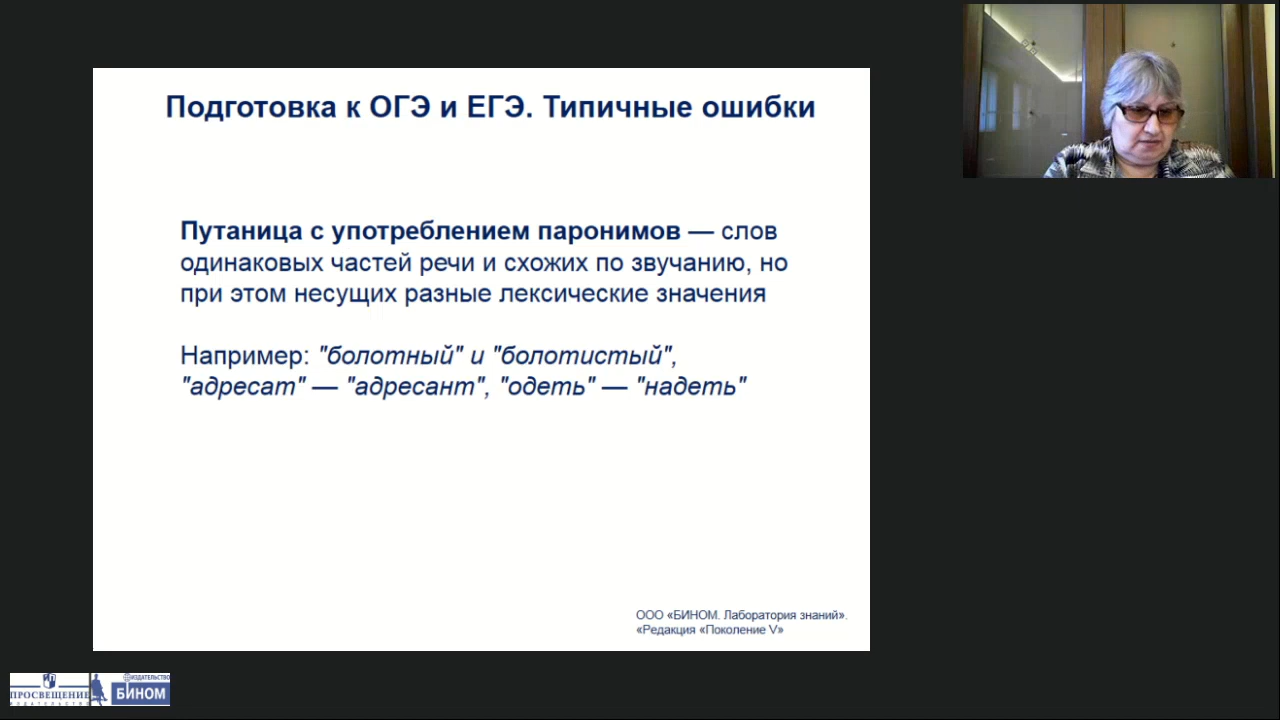 Подготовка к ОГЭ и ЕГЭ. Типичные ошибки
Путаница с употреблением паронимов — слов
одинаковых частей речи и схожих по звучанию, но
при этом несущих разные лексические значения
Например: "болотный" и "болотистый",
"адресат" — "адресант", "одеть" — "надеть"
ООО «БИНОМ. Лаборатория знаний».
«Редакция «Поколение V»
ПРОСВЕЩЕНИЕ
ИЗДАТЕЛЬСТВО
ИЗДАТЕЛЬСТВО
БИНОМ